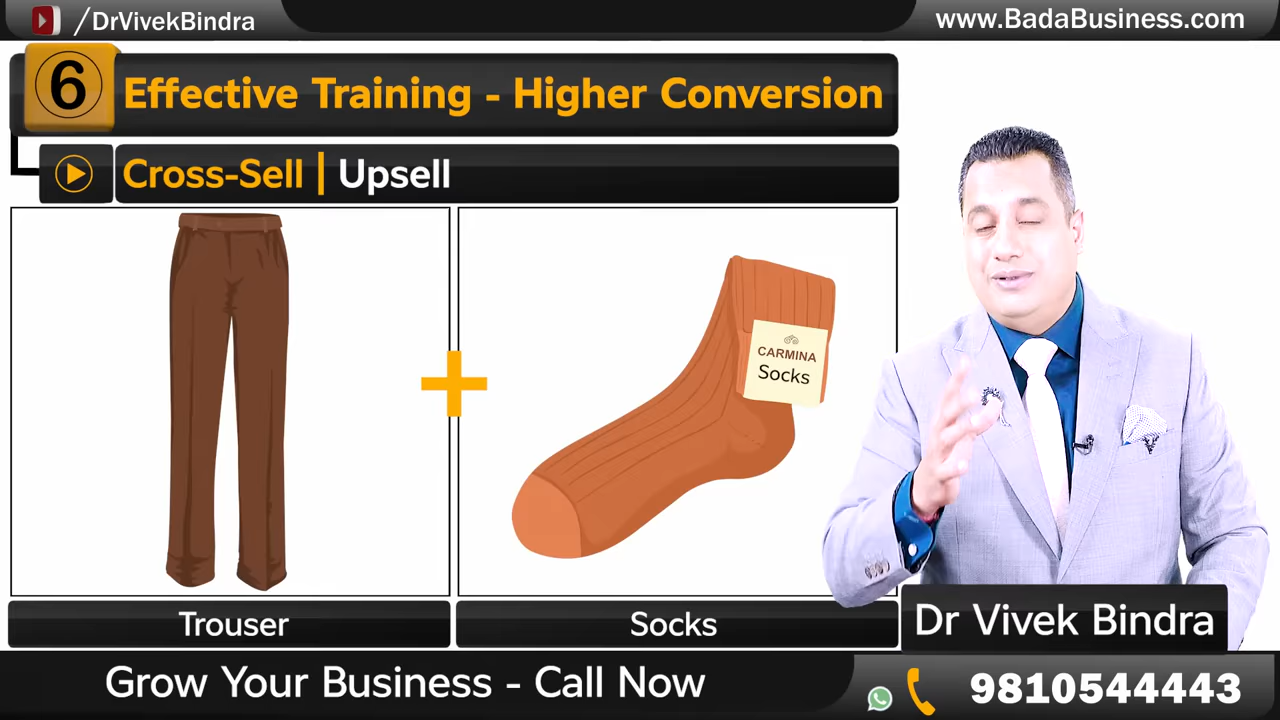 /DrVivekBindra
www.BadaBusiness.com
6
Effective Training - Higher Conversion
Cross-Sell | Upsell
CARMINA
Socks
Trouser
Socks
Dr Vivek Bindra
Grow Your Business - Call Now
9810544443